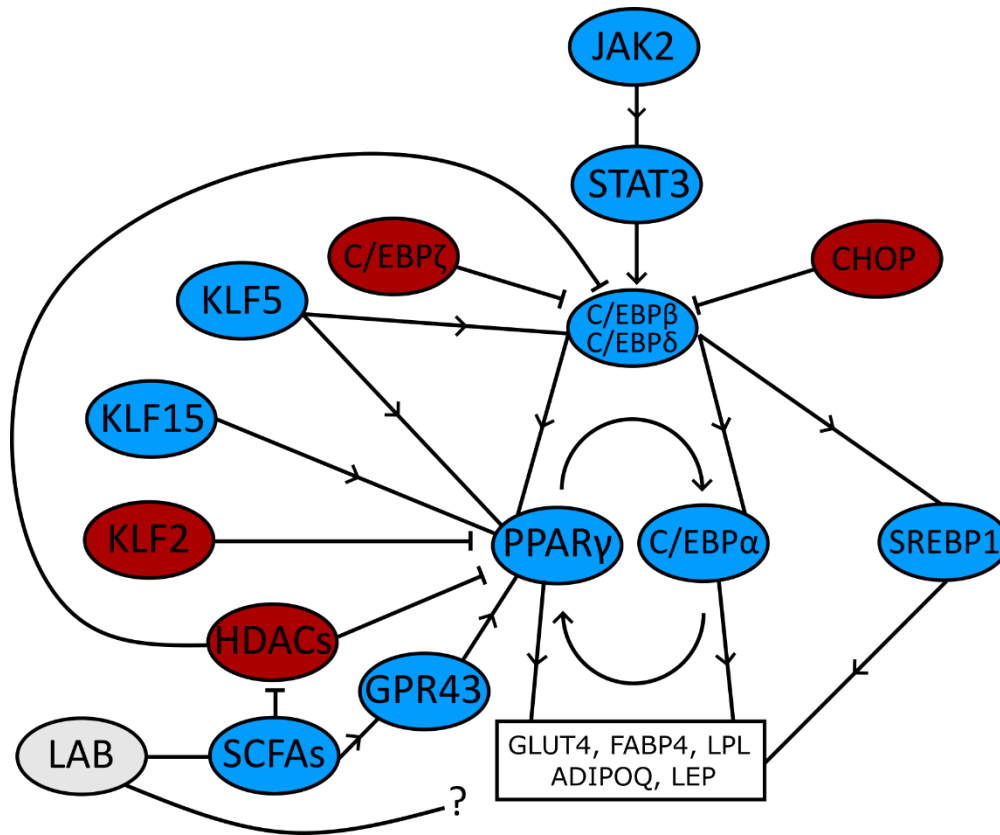 JAK2
STAT3
C/EBPζ
CHOP
KLF5
C/EBPβ
C/EBPδ
KLF15
KLF2
PPARγ
C/EBPα
SREBP1
HDACs
GPR43
LAB
SCFAs
GLUT4, FABP4, LPL
ADIPOQ, LEP
?